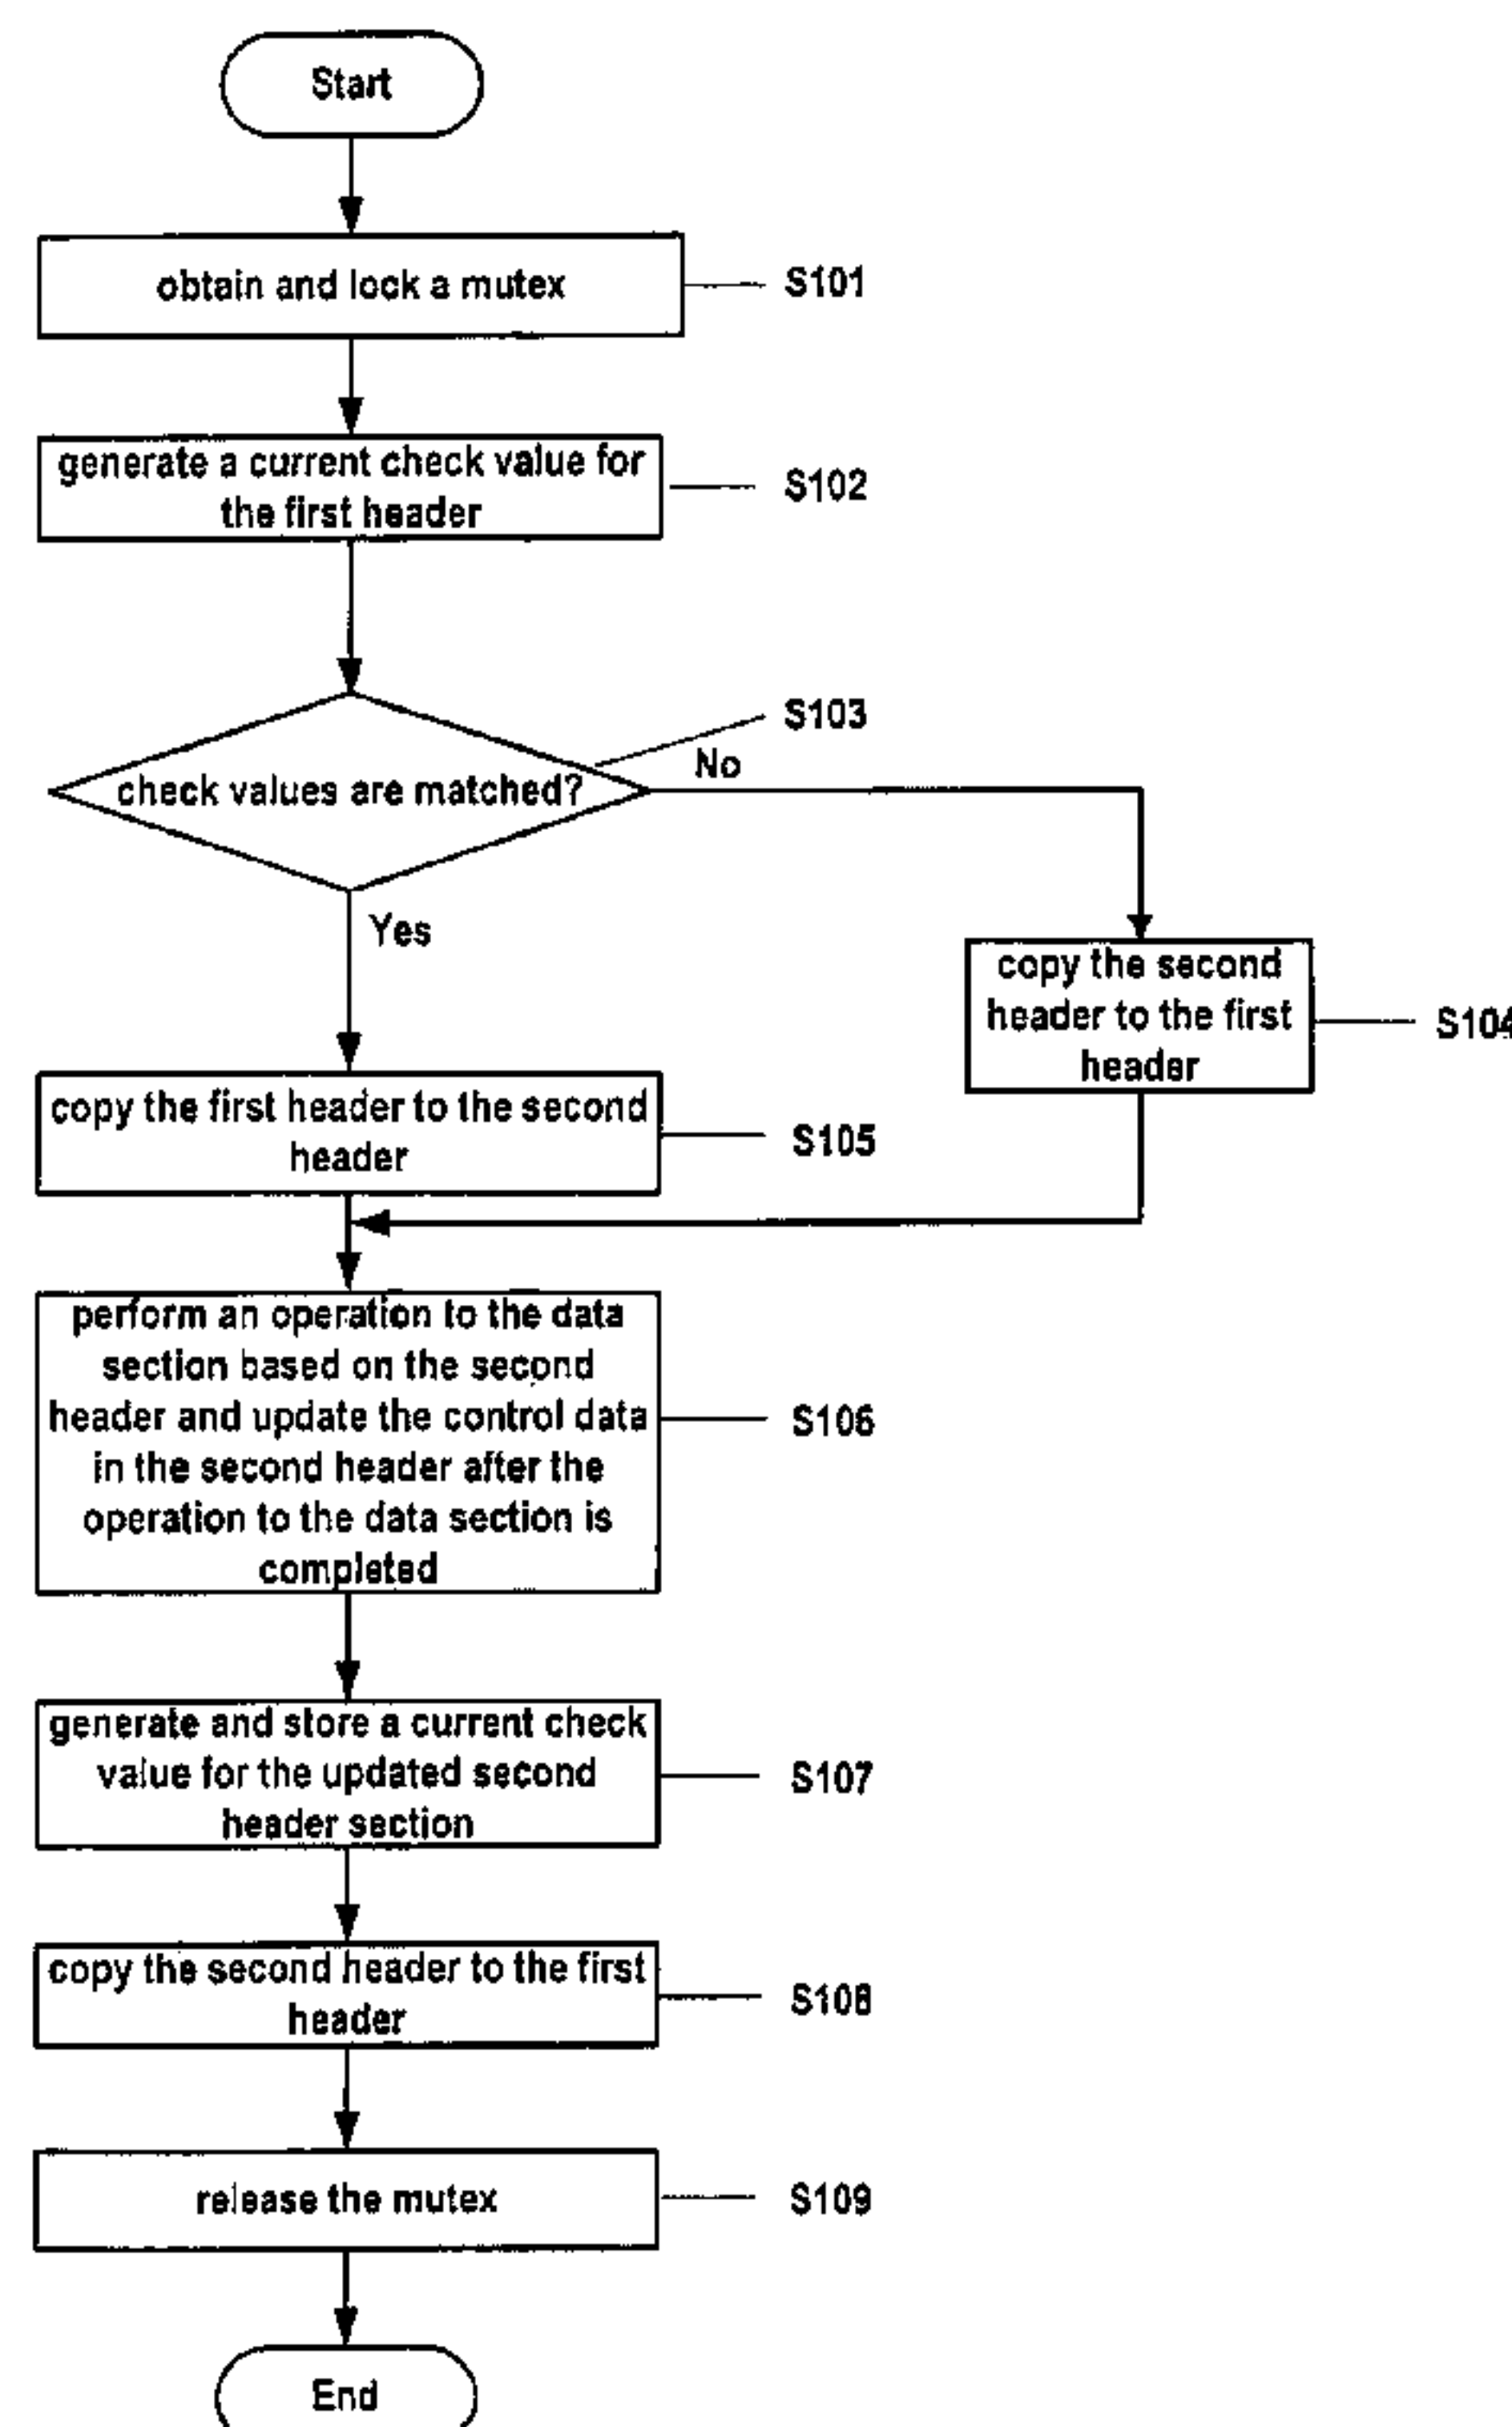 Start
obtain and lock a mutex
S101
generate a current check value for
the first header
S102
check values are matched?
S103
No
Yes
copy the second
header to the first
header
S104
copy the first header to the second
header
S105
perform an operation to the data
section based on the second
header and update the control data
in the second header after the
operation to the data section is
completed
S106
generate and store a current check
value for the updated second
header section
S107
copy the second header to the first
header
S108
release the mutex
S109
End